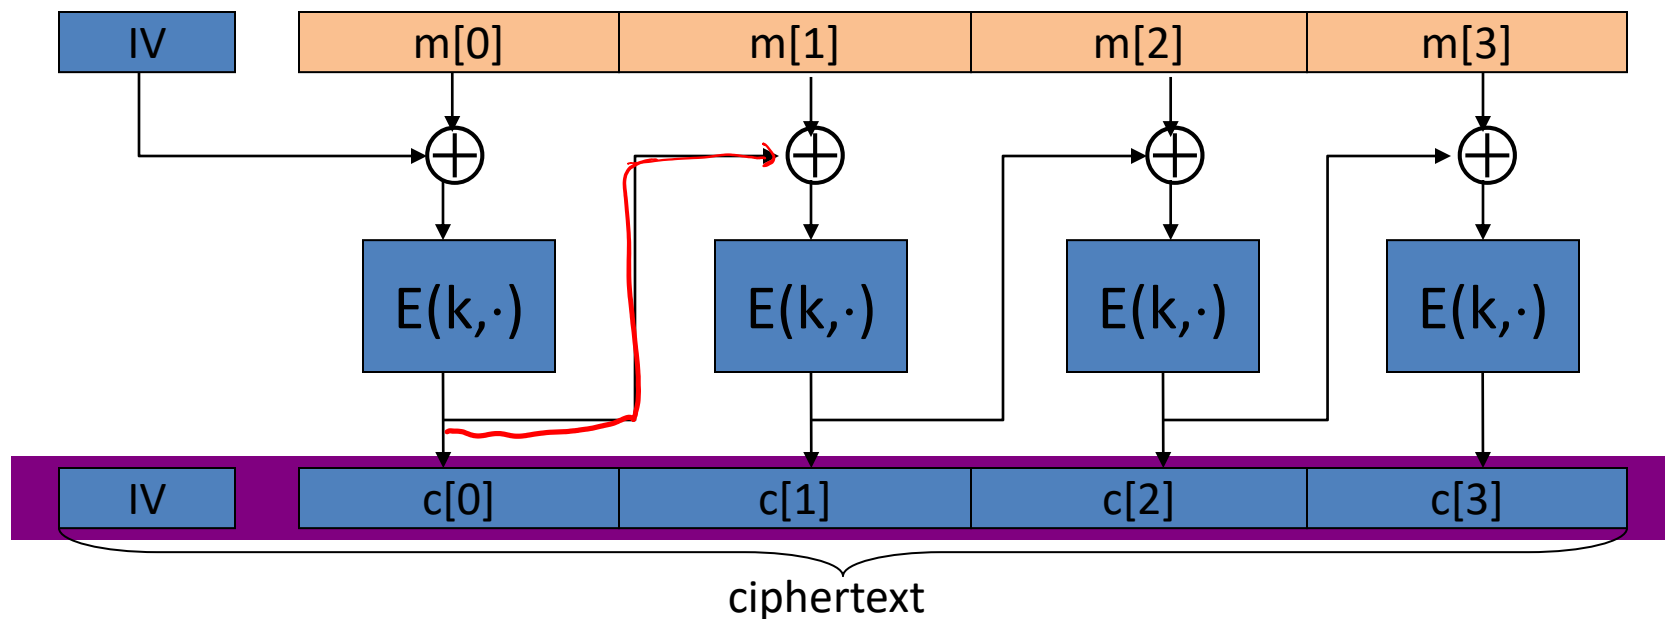 IV m[0] m[1] m[2] m[3]
E(k,·) E(k,·) E(k,·) E(k,·)
IV c[0] c[1] c[2] c[3]
ciphertext